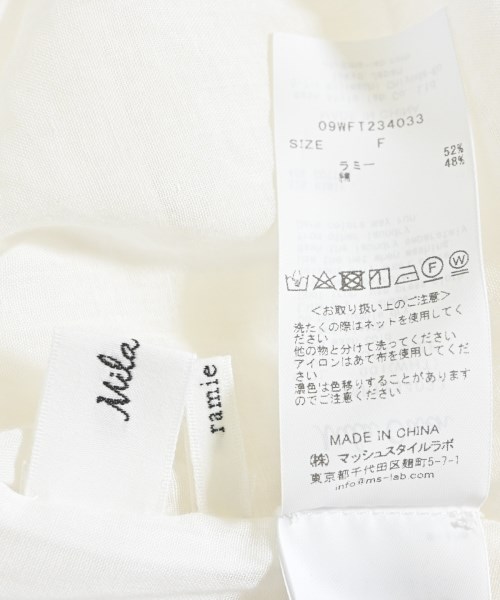 09WFT234033
SIZE F
ラミー 52%
綿 48%
F W
＜お取り扱い上のご注意＞
洗たくの際はネットを使用してく
ださい
他の物と分けて洗ってください
アイロンはあて布を使用してくだ
さい
濃色は色移りすることがあります
のでご注意ください
MADE IN CHINA
(株) マッシュスタイルラボ
東京都千代田区麹町5-7-1
info@ms-lab.com
Mila
ramie